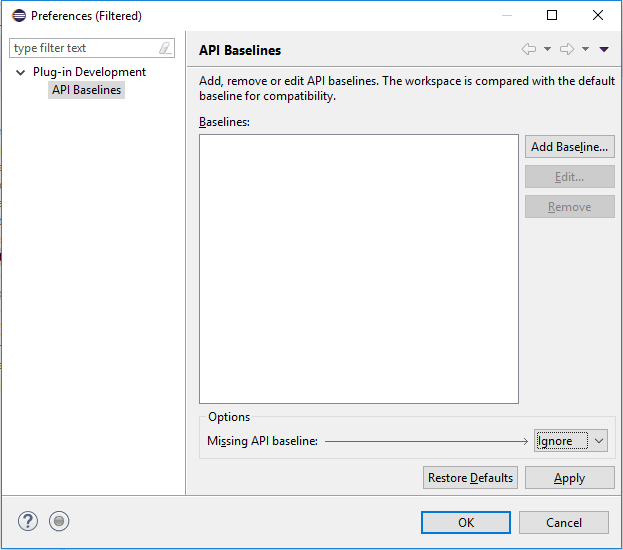 Preferences (Filtered)
type filter text
Plug-in Development
API Baselines
API Baselines
Add, remove or edit API baselines. The workspace is compared with the default
baseline for compatibility.
Baselines:
Add Baseline...
Edit...
Remove
Options
Missing API baseline:
Ignore
Restore Defaults
Apply
?
OK
Cancel